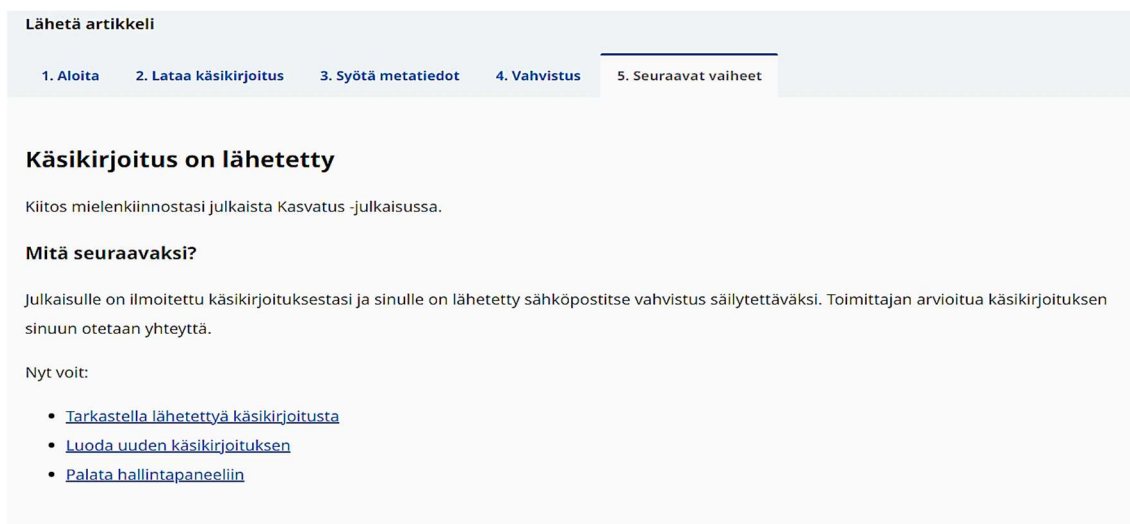 Lähetä artikkeli
1. Aloita 2. Lataa käsikirjoitus 3. Syötä metatiedot 4. Vahvistus 5. Seuraavat vaiheet
Käsikirjoitus on lähetetty
Kiitos mielenkiinnostasi julkaista Kasvatus -julkaisussa.
Mitä seuraavaksi?
Julkaisulle on ilmoitettu käsikirjoituksestasi ja sinulle on lähetetty sähköpostitse vahvistus säilytettäväksi. Toimittajan arvioitua käsikirjoituksen
sinuun otetaan yhteyttä.
Nyt voit:
• Tarkastella lähetettyä käsikirjoitusta
• Luoda uuden käsikirjoituksen
• Palata hallintapaneeliin